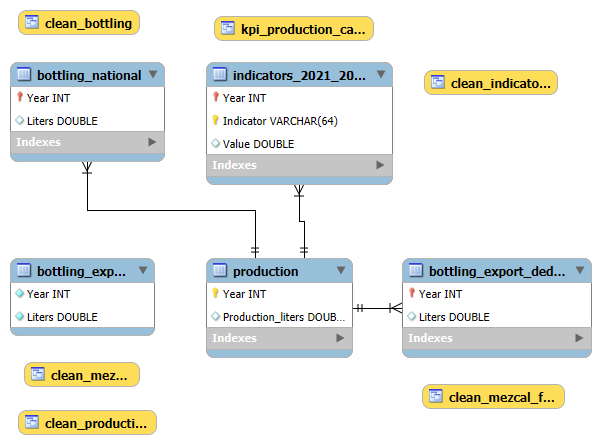 clean_bottling
kpi_production_ca...
bottling_national
Year INT
Liters DOUBLE
Indexes
indicators_2021_20...
Year INT
Indicator VARCHAR(64)
Value DOUBLE
Indexes
clean_indicato...
bottling_exp...
Year INT
Liters DOUBLE
production
Year INT
Production_liters DOUB...
Indexes
bottling_export_ded...
Year INT
Liters DOUBLE
Indexes
clean_mez...
clean_producti...
clean_mezcal_f...